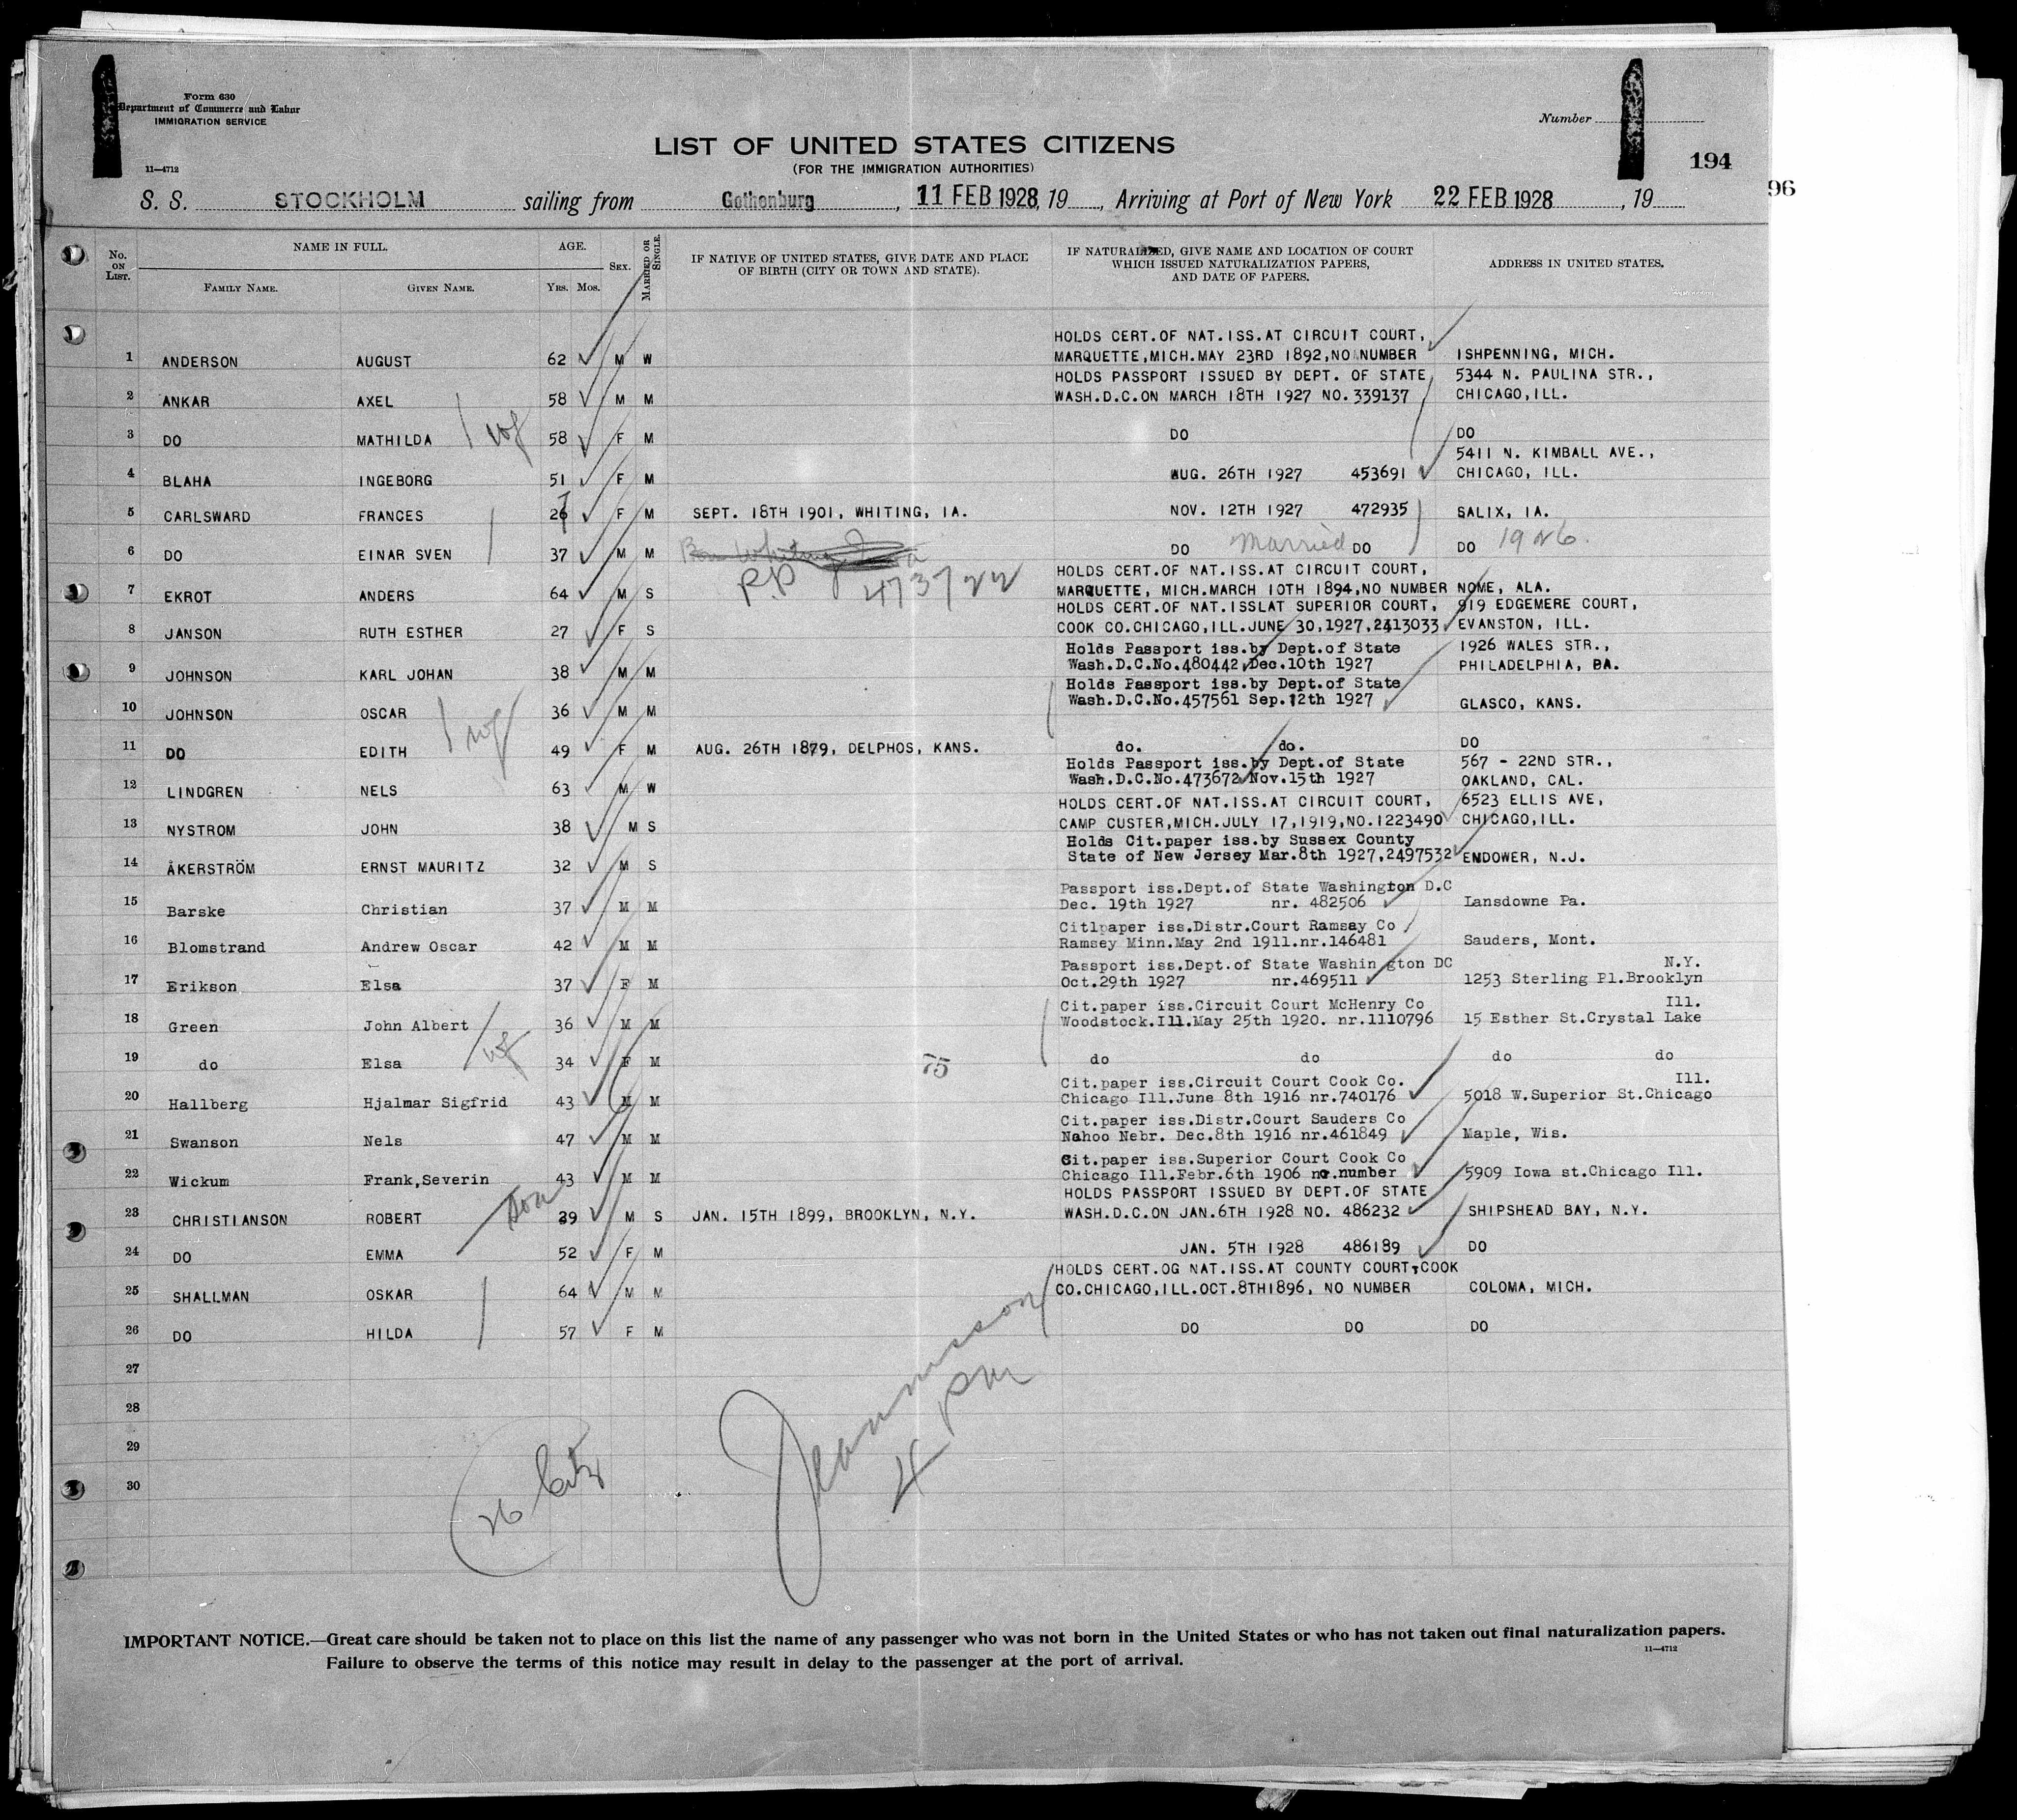 Form 630
Department of Commerce and Labor
IMMIGRATION SERVICE
11—4712
Number
194
96
LIST OF UNITED STATES CITIZENS
(FOR THE IMMIGRATION AUTHORITIES)
S. S. STOCKHOLM sailing from Gothenburg, 11 FEB 1928, 19, Arriving at Port of New York 22 FEB 1928, 19
No. ON LIST. NAME IN FULL. FAMILY NAME. GIVEN NAME. AGE. YRS. MOS. SEX. MARRIED OR SINGLE. IF NATIVE OF UNITED STATES, GIVE DATE AND PLACE OF BIRTH (CITY OR TOWN AND STATE). IF NATURALIZED, GIVE NAME AND LOCATION OF COURT WHICH ISSUED NATURALIZATION PAPERS, AND DATE OF PAPERS. ADDRESS IN UNITED STATES.
HOLDS CERT.OF NAT.ISS.AT CIRCUIT COURT,
1 ANDERSON AUGUST 62 M W MARQUETTE,MICH.MAY 23RD 1892,NO NUMBER ISHPENNING, MICH.
HOLDS PASSPORT ISSUED BY DEPT. OF STATE 5344 N. PAULINA STR.,
2 ANKAR AXEL 58 M M WASH.D.C.ON MARCH 18TH 1927 NO.339137 CHICAGO,ILL.
3 DO MATHILDA wf 58 F M DO DO
5411 N. KIMBALL AVE.,
4 BLAHA INGEBORG 51 F M AUG. 26TH 1927 453691 CHICAGO, ILL.
5 CARLSWARD FRANCES 26 F M SEPT. 18TH 1901, WHITING, IA. NOV. 12TH 1927 472935 SALIX, IA.
6 DO EINAR SVEN 37 M M DO Married DO DO 1926.
P.P 473722
HOLDS CERT.OF NAT.ISS.AT CIRCUIT COURT,
7 EKROT ANDERS 64 M S MARQUETTE, MICH.MARCH 10TH 1894,NO NUMBER NOME, ALA.
HOLDS CERT.OF NAT.ISSLAT SUPERIOR COURT, 919 EDGEMERE COURT,
8 JANSON RUTH ESTHER 27 F S COOK CO.CHICAGO,ILL.JUNE 30,1927,2413033 EVANSTON, ILL.
Holds Passport iss.by Dept.of State 1926 WALES STR.,
9 JOHNSON KARL JOHAN 38 M M Wash.D.C.No.480442,Dec.10th 1927 PHILADELPHIA, PA.
Holds Passport iss.by Dept.of State
10 JOHNSON OSCAR 36 M M Wash.D.C.No.457561 Sep.12th 1927 GLASCO, KANS.
11 DO EDITH wf 49 F M AUG. 26TH 1879, DELPHOS, KANS. do. do. DO
Holds Passport iss.by Dept.of State 567 - 22ND STR.,
12 LINDGREN NELS 63 M W Wash.D.C.No.473672 Nov.15th 1927 OAKLAND, CAL.
HOLDS CERT.OF NAT.ISS.AT CIRCUIT COURT, 6523 ELLIS AVE,
13 NYSTROM JOHN 38 M S CAMP CUSTER,MICH.JULY 17,1919,NO.1223490 CHICAGO,ILL.
Holds Cit.paper iss.by Sussex County
14 ÅKERSTRÖM ERNST MAURITZ 32 M S State of New Jersey Mar.8th 1927,2497532 ENDOWER, N.J.
Passport iss.Dept.of State Washington D.C
15 Barske Christian 37 M M Dec. 19th 1927 nr. 482506 Lansdowne Pa.
Citlpaper iss.Distr.Court Ramsay Co
16 Blomstrand Andrew Oscar 42 M M Ramsey Minn.May 2nd 1911.nr.146481 Sauders, Mont.
Passport iss.Dept.of State Washin gton DC N.Y.
17 Erikson Elsa 37 F M Oct.29th 1927 nr.469511 1253 Sterling Pl.Brooklyn
Cit.paper iss.Circuit Court McHenry Co Ill.
18 Green John Albert 36 M M Woodstock.Ill.May 25th 1920. nr.1110796 15 Esther St.Crystal Lake
19 do Elsa wf 34 F M 75 do do do do
Cit.paper iss.Circuit Court Cook Co. Ill.
20 Hallberg Hjalmar Sigfrid 43 M M Chicago Ill.June 8th 1916 nr.740176 5018 W.Superior St.Chicago
Cit.paper iss.Distr.Court Sauders Co
21 Swanson Nels 47 M M Nahoo Nebr. Dec.8th 1916 nr.461849 Maple, Wis.
Cit.paper iss.Superior Court Cook Co
22 Wickum Frank,Severin 43 M M Chicago Ill.Febr.6th 1906 no.number 5909 Iowa st.Chicago Ill.
HOLDS PASSPORT ISSUED BY DEPT.OF STATE
23 CHRISTIANSON ROBERT son 29 M S JAN. 15TH 1899, BROOKLYN, N.Y. WASH.D.C.ON JAN.6TH 1928 NO. 486232 SHIPSHEAD BAY, N.Y.
24 DO EMMA 52 F M JAN. 5TH 1928 486189 DO
HOLDS CERT.OG NAT.ISS.AT COUNTY COURT,COOK
25 SHALLMAN OSKAR 64 M M CO.CHICAGO,ILL.OCT.8TH1896, NO NUMBER COLOMA, MICH.
26 DO HILDA 57 F M DO DO DO
27
28
29
30
26 Citz
4 PM
IMPORTANT NOTICE.—Great care should be taken not to place on this list the name of any passenger who was not born in the United States or who has not taken out final naturalization papers.
Failure to observe the terms of this notice may result in delay to the passenger at the port of arrival.
11—4712